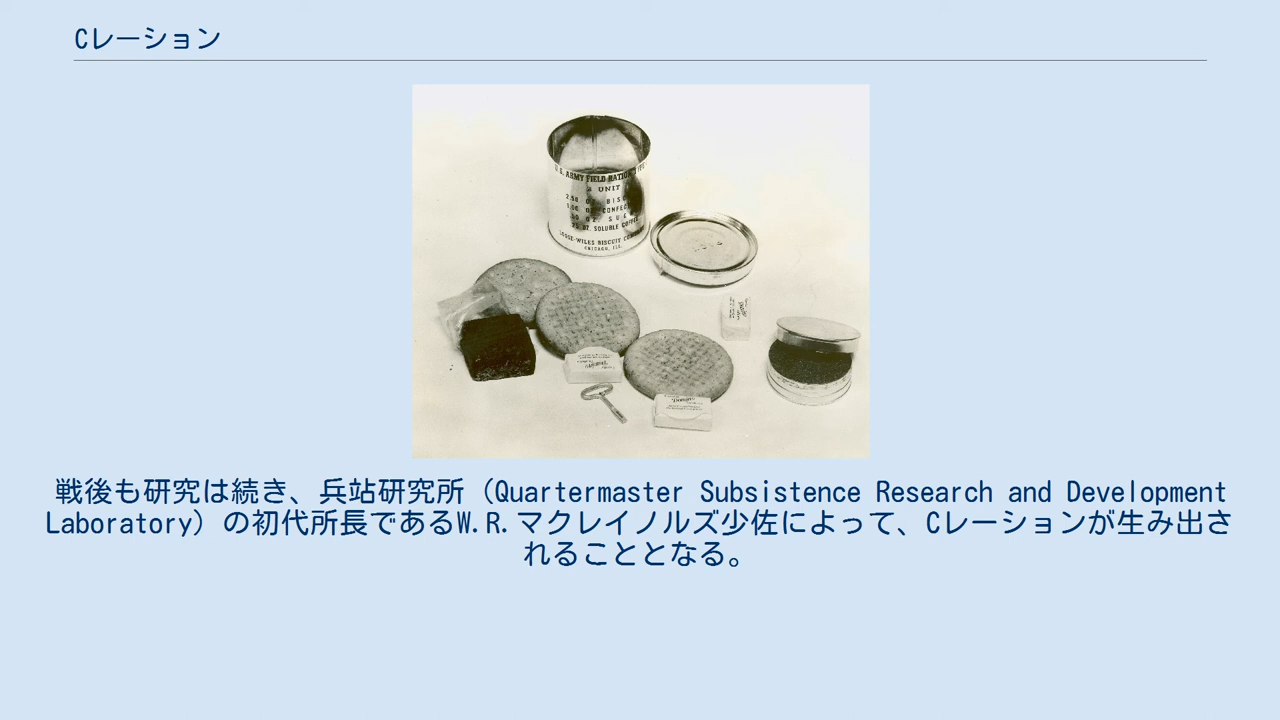 Cレーション
U.S. ARMY FIELD RATION
UNIT
OZ. SOLUBLE
LOOSE-WILES BISCUIT
CHICAGO, ILL.
戦後も研究は続き、兵站研究所（Quartermaster Subsistence Research and Development
Laboratory）の初代所長であるW.R.マクレイノルズ少佐によって、Cレーションが生み出さ
れることとなる。